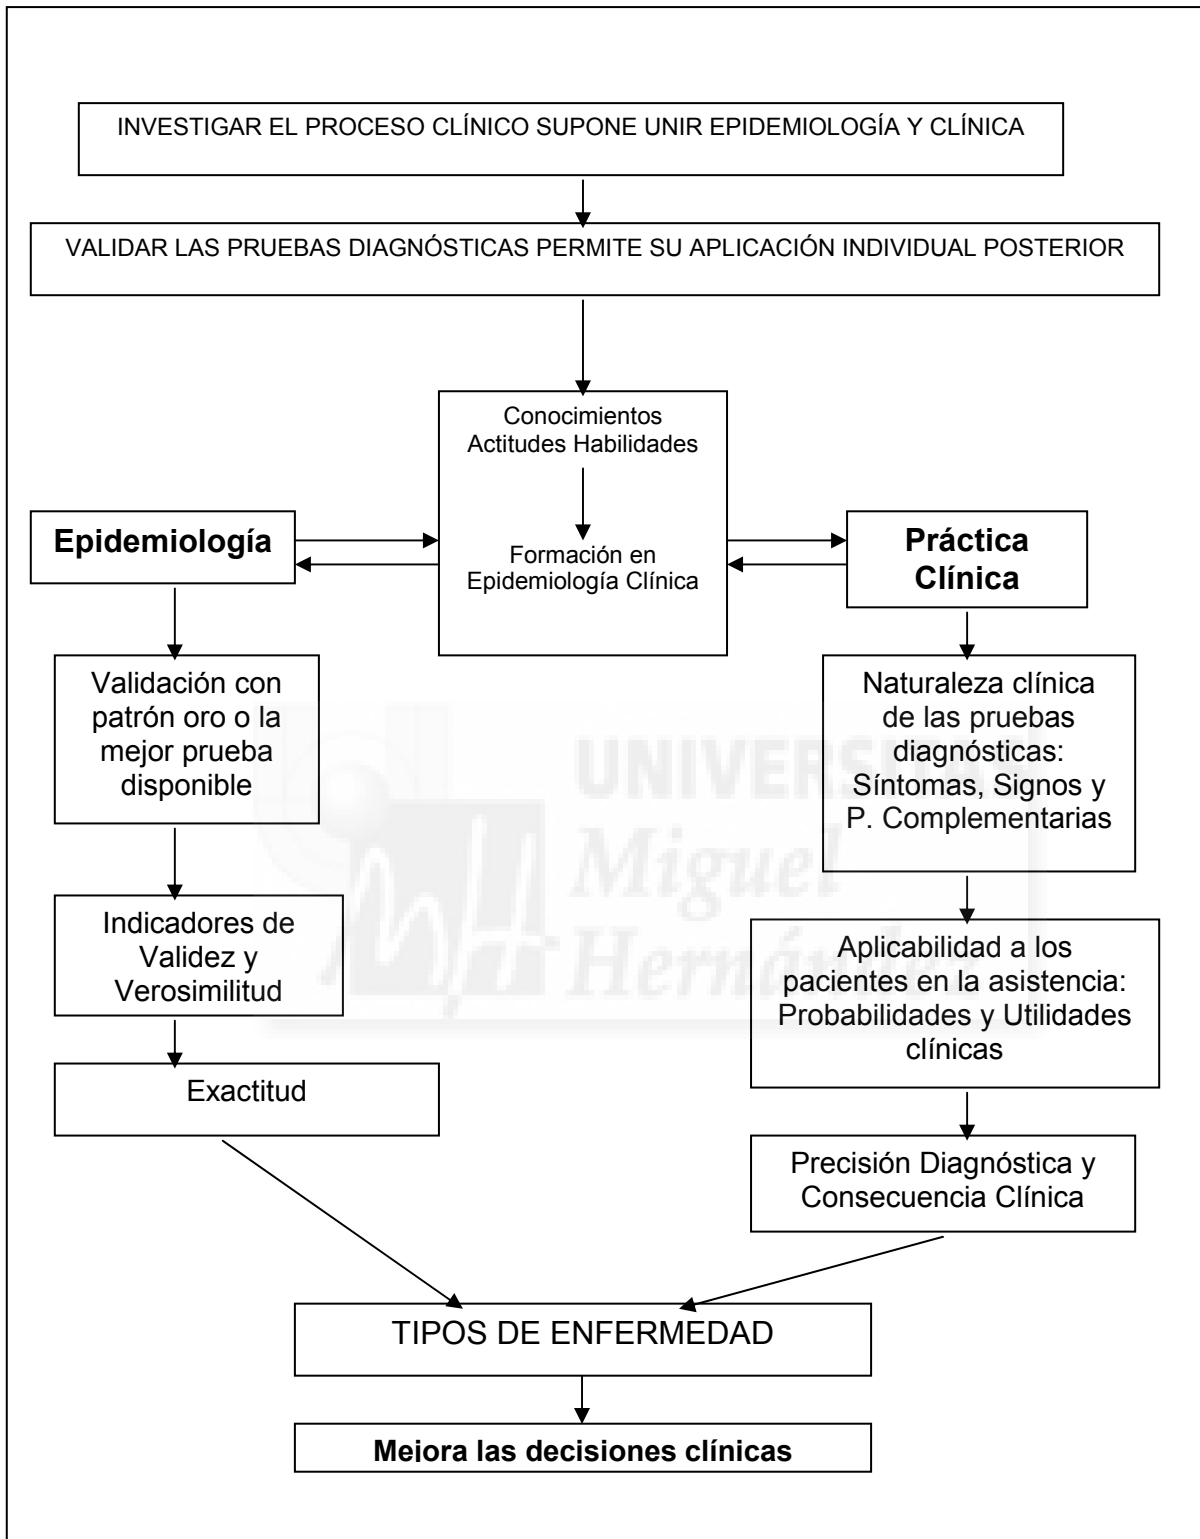 INVESTIGAR EL PROCESO CLÍNICO SUPONE UNIR EPIDEMIOLOGÍA Y CLÍNICA
VALIDAR LAS PRUEBAS DIAGNÓSTICAS PERMITE SU APLICACIÓN INDIVIDUAL POSTERIOR
Conocimientos
Actitudes Habilidades
Formación en
Epidemiología Clínica
Epidemiología
Práctica
Clínica
Validación con
patrón oro o la
mejor prueba
disponible
Naturaleza clínica
de las pruebas
diagnósticas:
Síntomas, Signos y
P. Complementarias
Indicadores de
Validez y
Verosimilitud
Aplicabilidad a los
pacientes en la asistencia:
Probabilidades y Utilidades
clínicas
Exactitud
Precisión Diagnóstica y
Consecuencia Clínica
TIPOS DE ENFERMEDAD
Mejora las decisiones clínicas
UNIVERSITAS
Miguel
Hernández